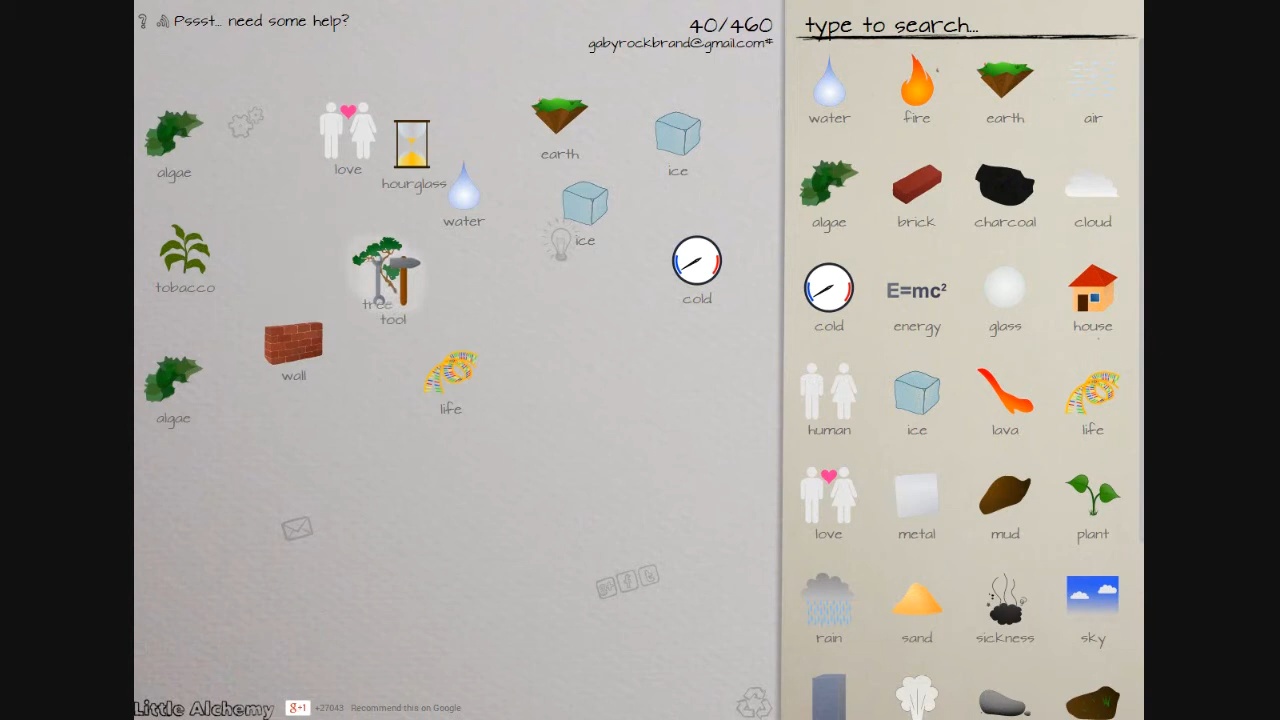 ? Pssst... need some help?
40/460
gabyrockbrand@gmail.com*
type to search...
water fire earth air
algae brick charcoal cloud
cold E=mc² energy glass house
human ice lava life
love metal mud plant
rain sand sickness sky
algae
love
hourglass
earth
ice
water
ice
tobacco
tree
tool
cold
wall
life
algae
Little Alchemy
g+1 +27043 Recommend this on Google